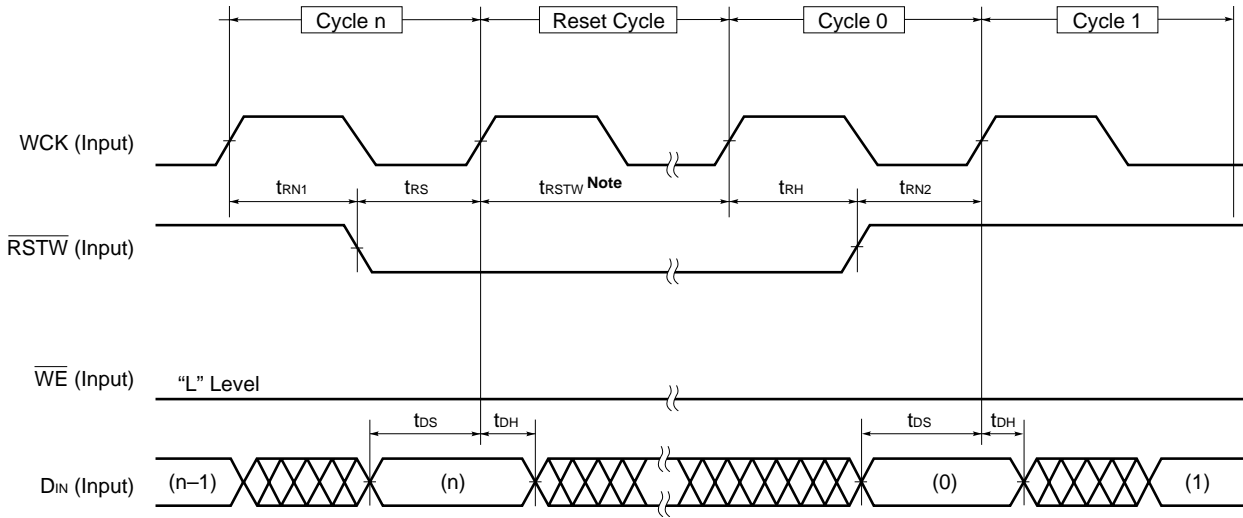 Cycle n
Reset Cycle
Cycle 0
Cycle 1
WCK (Input)
tRN1
tRS
tRSTW Note
tRH
tRN2
RSTW (Input)
WE (Input)
“L” Level
tDS
tDH
tDS
tDH
DIN (Input)
(n–1)
(n)
(0)
(1)